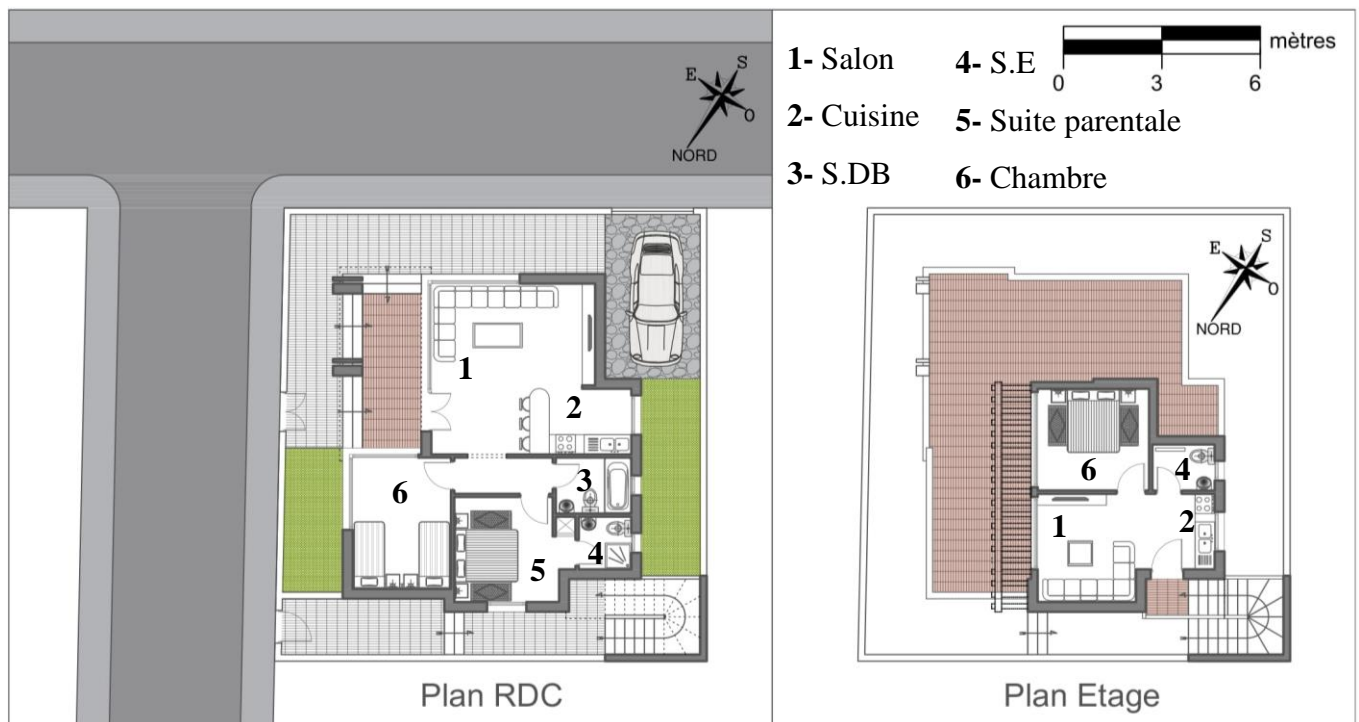 E S
O
NORD
1- Salon
2- Cuisine
3- S.DB
4- S.E
5- Suite parentale
6- Chambre
mètres
0 3 6
1
2
3
6
4
5
Plan RDC
E S
O
NORD
6
4
1
2
Plan Etage